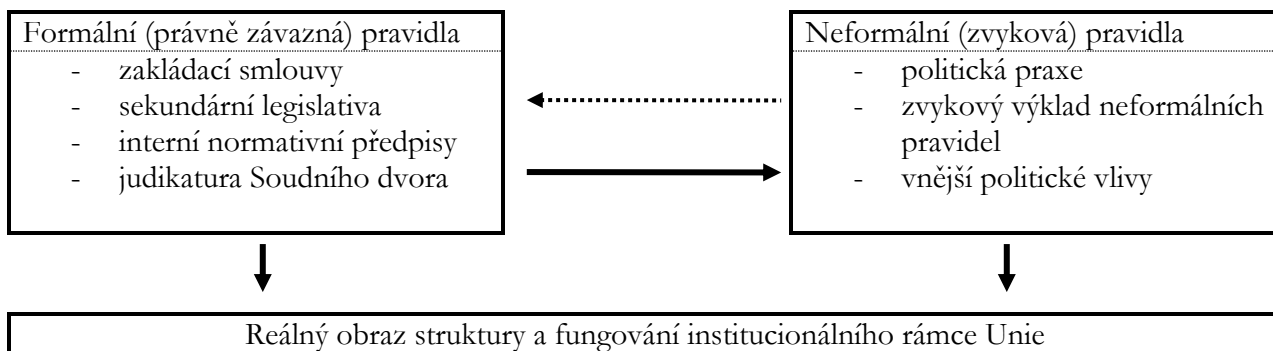 Formální (právně závazná) pravidla
- zakládací smlouvy
- sekundární legislativa
- interní normativní předpisy
- judikatura Soudního dvora
Neformální (zvyková) pravidla
- politická praxe
- zvykový výklad neformálních
pravidel
- vnější politické vlivy
Reálný obraz struktury a fungování institucionálního rámce Unie